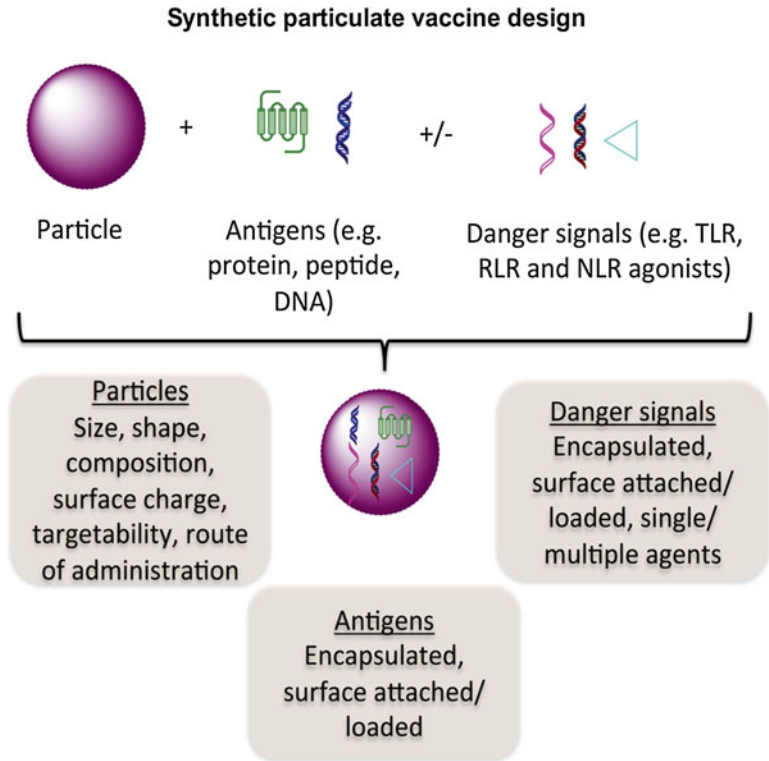 Synthetic particulate vaccine design
+
+/-
Particle
Antigens (e.g.
protein, peptide,
DNA)
Danger signals (e.g. TLR,
RLR and NLR agonists)
Particles
Size, shape,
composition,
surface charge,
targetability, route
of administration
Danger signals
Encapsulated,
surface attached/
loaded, single/
multiple agents
Antigens
Encapsulated,
surface attached/
loaded